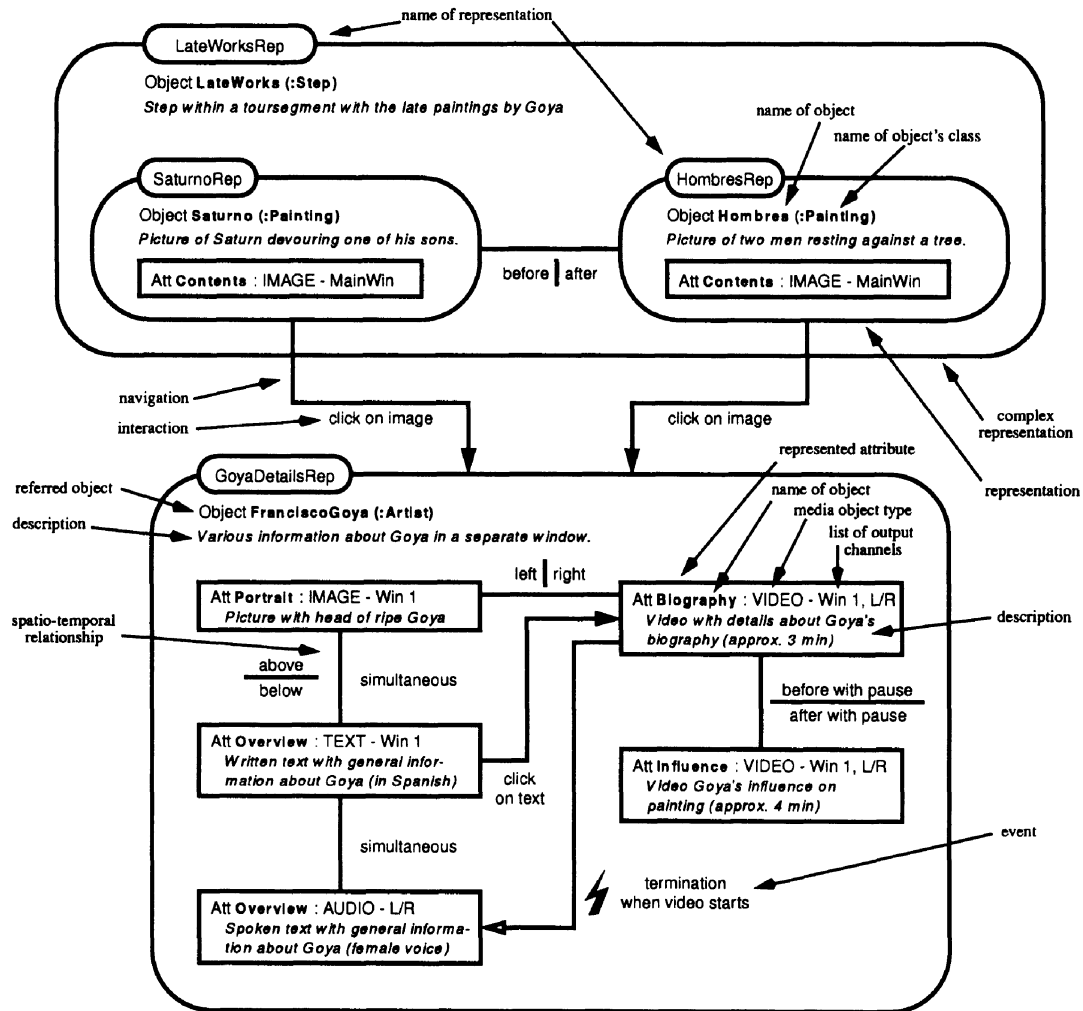 name of representation
LateWorksRep
Object LateWorks (:Step)
Step within a toursegment with the late paintings by Goya
name of object
name of object's class
SaturnoRep
Object Saturno (:Painting)
Picture of Saturn devouring one of his sons.
Att Contents : IMAGE - MainWin
before | after
HombresRep
Object Hombres (:Painting)
Picture of two men resting against a tree.
Att Contents : IMAGE - MainWin
navigation
interaction
click on image
click on image
complex
representation
representation
represented attribute
name of object
media object type
list of output
channels
GoyaDetailsRep
referred object
Object FranciscoGoya (:Artist)
description
Various information about Goya in a separate window.
left | right
Att Portrait : IMAGE - Win 1
Picture with head of ripe Goya
Att Biography : VIDEO - Win 1, L/R
Video with details about Goya's
biography (approx. 3 min)
description
spatio-temporal
relationship
above
below
simultaneous
before with pause
after with pause
Att Overview : TEXT - Win 1
Written text with general infor-
mation about Goya (in Spanish)
click
on text
Att Influence : VIDEO - Win 1, L/R
Video Goya's influence on
painting (approx. 4 min)
simultaneous
event
termination
when video starts
Att Overview : AUDIO - L/R
Spoken text with general informa-
tion about Goya (female voice)